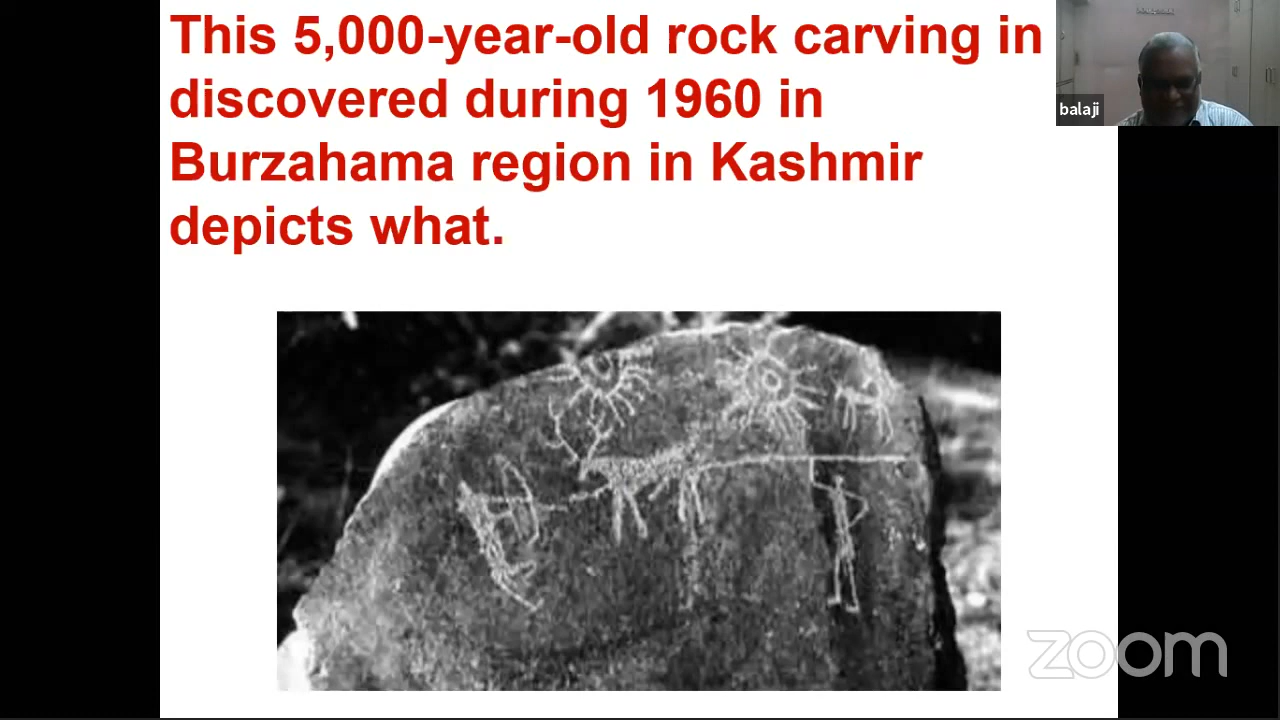 This 5,000-year-old rock carving in
discovered during 1960 in
Burzahama region in Kashmir
depicts what.
balaji
zoom